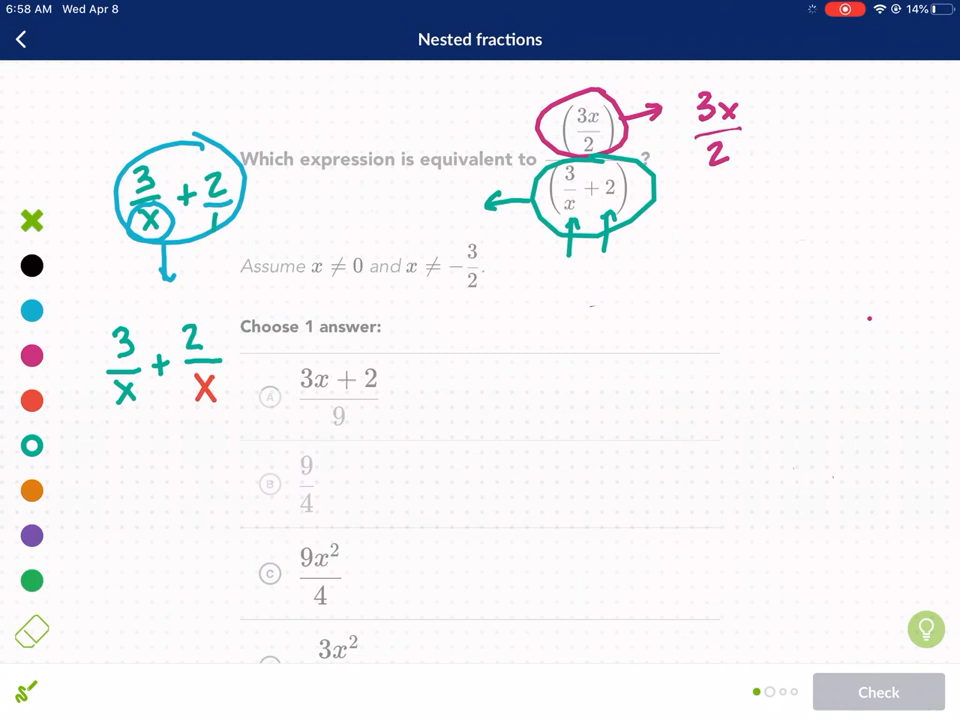 6:58 AM Wed Apr 8
14%
Nested fractions
Which expression is equivalent to (3x/2) / (3/x + 2) ?
3x/2
3/x + 2/1
Assume x ≠ 0 and x ≠ −3/2.
3/x + 2/x
Choose 1 answer:
A (3x + 2)/9
B 9/4
C 9x²/4
3x²
Check